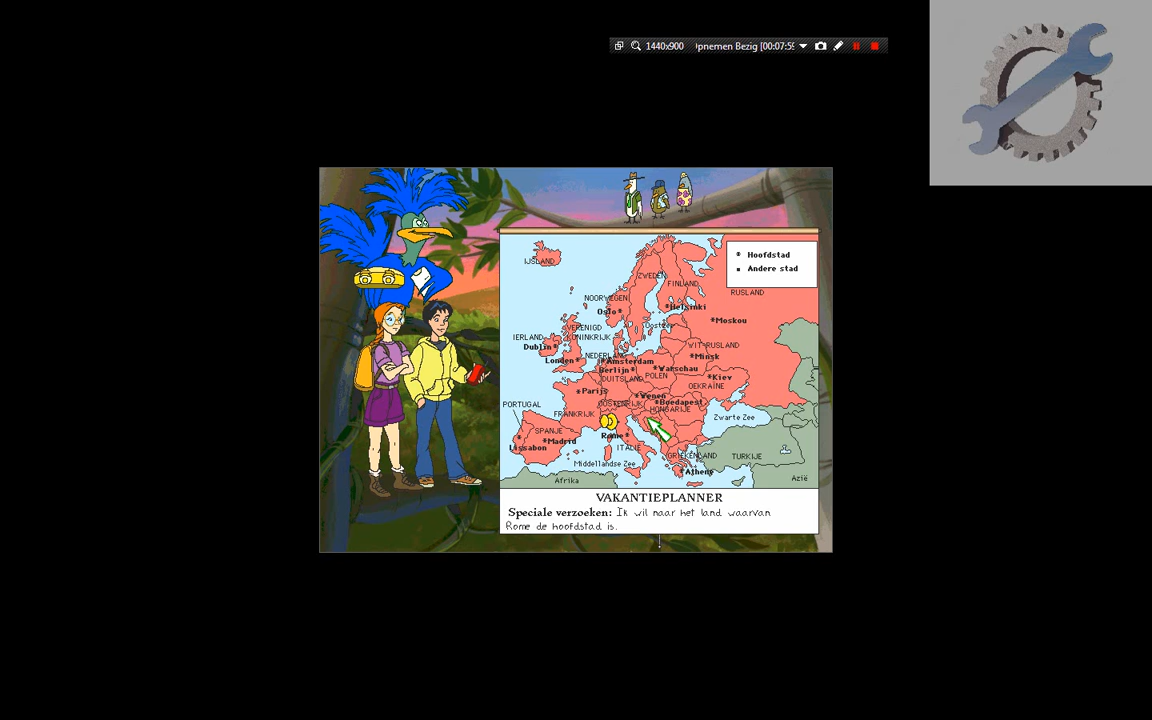 1440x900
pnemen Bezig [00:07:59
IJSLAND
Hoofdstad
Andere stad
ZWEDEN
FINLAND
RUSLAND
NOORWEGEN
Helsinki
Oslo
Moskou
Oostzee
VERENIGD
KONINKRIJK
IERLAND
Dublin
WIT-RUSLAND
NEDERLAND
Minsk
Londen
Amsterdam
Berlijn
Warschau
DUITSLAND
POLEN
Kiev
OEKRAÏNE
Parijs
Wenen
Boedapest
PORTUGAL
OOSTENRIJK
HONGARIJE
FRANKRIJK
Zwarte Zee
SPANJE
Rome
Madrid
Lissabon
ITALIË
GRIEKENLAND
TURKIJE
Middellandse Zee
Athene
Afrika
Azië
VAKANTIEPLANNER
Speciale verzoeken: Ik wil naar het land waarvan
Rome de hoofdstad is.